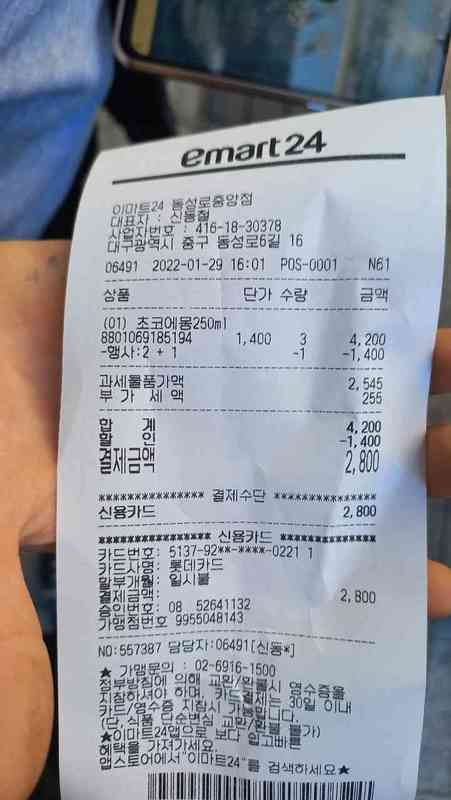 emart24
이마트24 동성로중앙점
대표자 : 신동철
사업자번호 : 416-18-30378
대구광역시 중구 동성로6길 16
06491 2022-01-29 16:01 POS-0001 N61
상품 단가 수량 금액
(01) 초코에몽250ml
8801069185194 1,400 3 4,200
-행사:2 + 1 -1 -1,400
과세물품가액 2,545
부 가 세 액 255
합 계 4,200
할 인 -1,400
결제금액 2,800
************** 결제수단 **************
신용카드 2,800
*************** 신용카드 **************
카드번호: 5137-92**-****-0221 1
카드사명: 롯데카드
할부개월: 일시불
결제금액: 2,800
승인번호: 08 52641132
가맹점번호 9955048143
NO:557387 담당자:06491[신동*]
★ 가맹문의 : 02-6916-1500
정부방침에 의해 교환/환불시 영수증을
지참하셔야 하며, 카드결제는 30일 이내
카드/영수증 지참시 가능합니다.
(단, 식품 단순변심 교환/환불 불가)
★이마트24앱으로 보다 입고빠른
혜택을 가져가세요.
앱스토어에서"이마트24"를 검색하세요★